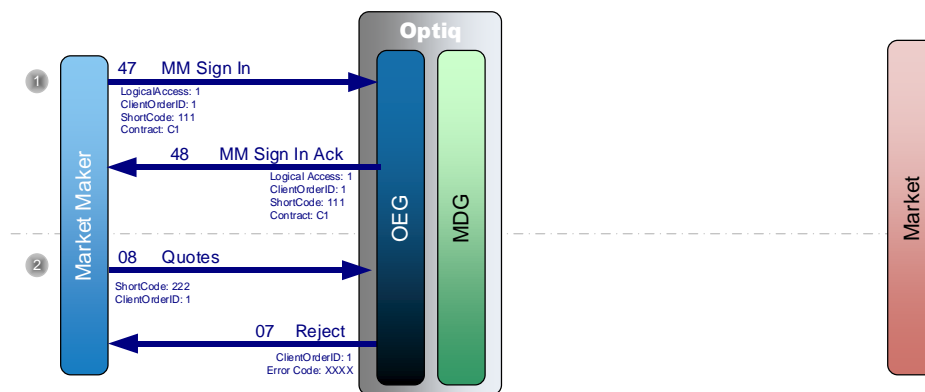 Optiq
1
47 MM Sign In
LogicalAccess: 1
ClientOrderID: 1
ShortCode: 111
Contract: C1
48 MM Sign In Ack
Logical Access: 1
ClientOrderID: 1
ShortCode: 111
Contract: C1
Market Maker
OEG
MDG
Market
2
08 Quotes
ShortCode: 222
ClientOrderID: 1
07 Reject
ClientOrderID: 1
Error Code: XXXX